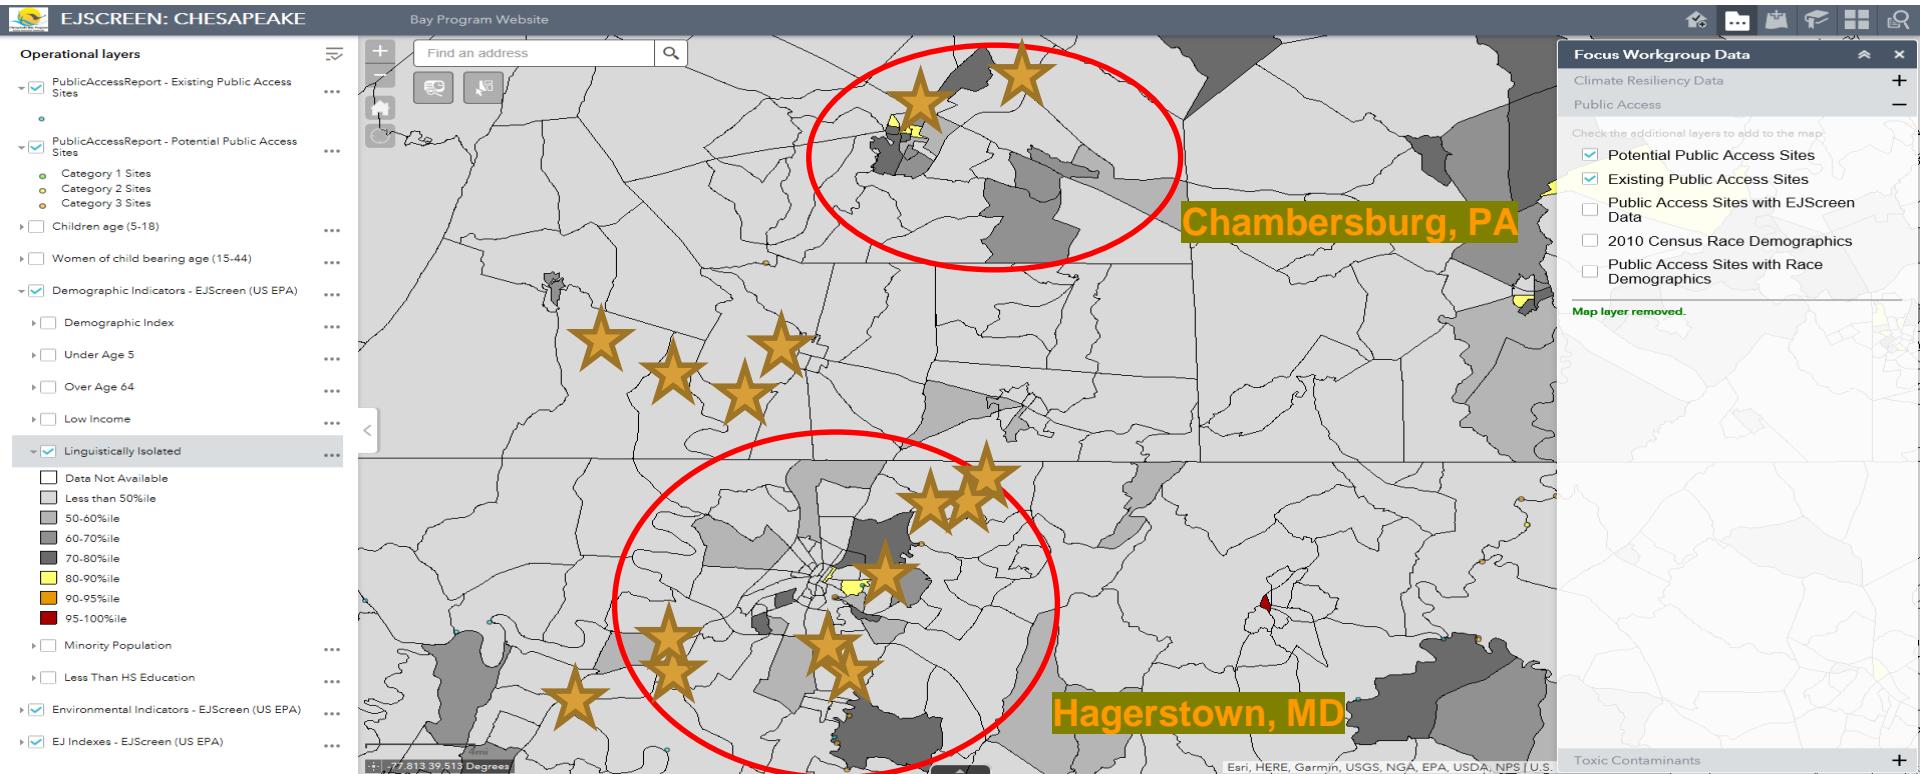 EJSCREEN: CHESAPEAKE
Bay Program Website
Operational layers
PublicAccessReport - Existing Public Access
Sites
PublicAccessReport - Potential Public Access
Sites
Category 1 Sites
Category 2 Sites
Category 3 Sites
Children age (5-18)
Women of child bearing age (15-44)
Demographic Indicators - EJScreen (US EPA)
Demographic Index
Under Age 5
Over Age 64
Low Income
Linguistically Isolated
Data Not Available
Less than 50%ile
50-60%ile
60-70%ile
70-80%ile
80-90%ile
90-95%ile
95-100%ile
Minority Population
Less Than HS Education
Environmental Indicators - EJScreen (US EPA)
EJ Indexes - EJScreen (US EPA)
Find an address
Chambersburg, PA
Hagerstown, MD
4mi
-77.813 39.513 Degrees
Esri, HERE, Garmin, USGS, NGA, EPA, USDA, NPS | U.S.
Focus Workgroup Data
Climate Resiliency Data
Public Access
Check the additional layers to add to the map
Potential Public Access Sites
Existing Public Access Sites
Public Access Sites with EJScreen
Data
2010 Census Race Demographics
Public Access Sites with Race
Demographics
Map layer removed.
Toxic Contaminants